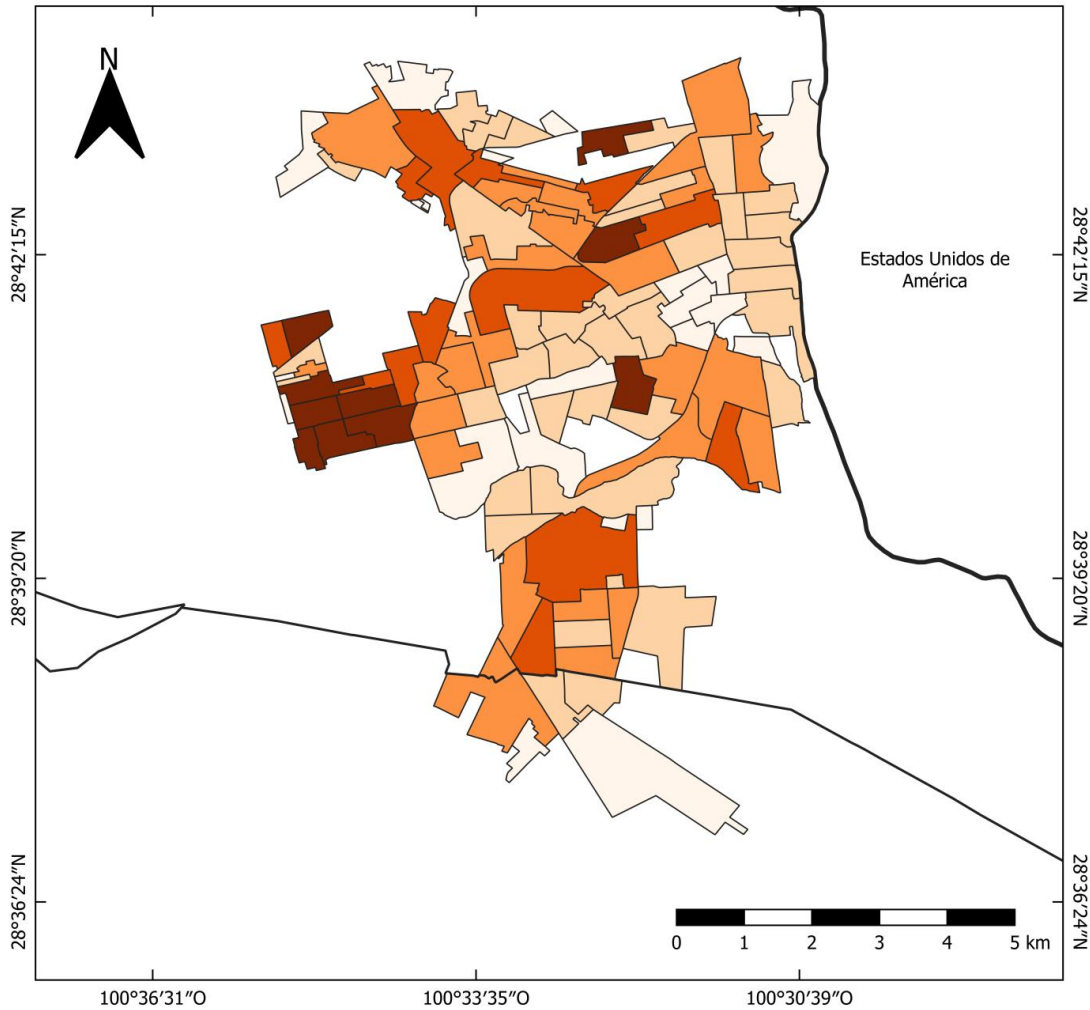 N
28°42′15″N
28°42′15″N
Estados Unidos de
América
28°39′20″N
28°39′20″N
28°36′24″N
28°36′24″N
0 1 2 3 4 5 km
100°36′31″O 100°33′35″O 100°30′39″O